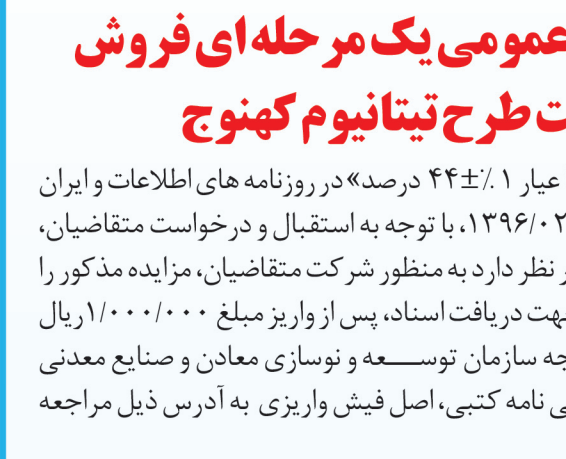 عمومی یک مرحله ای فروش
ت طرح تیتانیوم کهنوج
عیار ۱٪±۴۴ درصد» در روزنامه های اطلاعات و ایران
۱۳۹۶/۰۲، با توجه به استقبال و درخواست متقاضیان،
ر نظر دارد به منظور شرکت متقاضیان، مزایده مذکور را
هت دریافت اسناد، پس از واریز مبلغ ۱/۰۰۰/۰۰۰ ریال
جه سازمان توسعه و نوسازی معادن و صنایع معدنی
ی نامه کتبی، اصل فیش واریزی به آدرس ذیل مراجعه